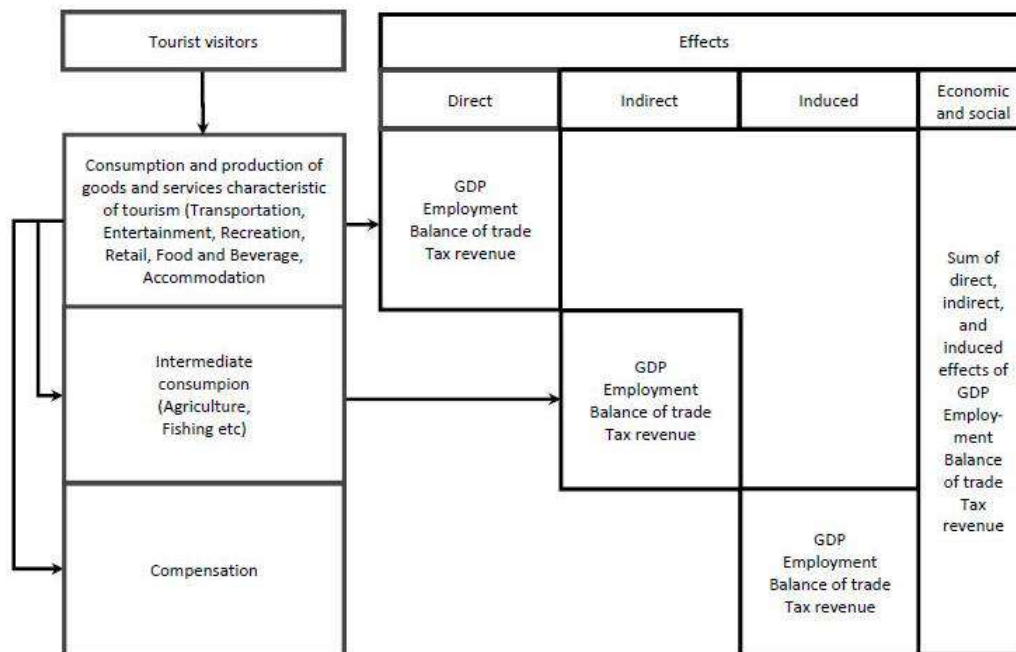 Tourist visitors
Effects
Direct
Indirect
Induced
Economic
and social
Consumption and production of
goods and services characteristic
of tourism (Transportation,
Entertainment, Recreation,
Retail, Food and Beverage,
Accommodation
GDP
Employment
Balance of trade
Tax revenue
Intermediate
consumpion
(Agriculture,
Fishing etc)
GDP
Employment
Balance of trade
Tax revenue
Compensation
GDP
Employment
Balance of trade
Tax revenue
Sum of
direct,
indirect,
and
induced
effects of
GDP
Employ-
ment
Balance
of trade
Tax
revenue